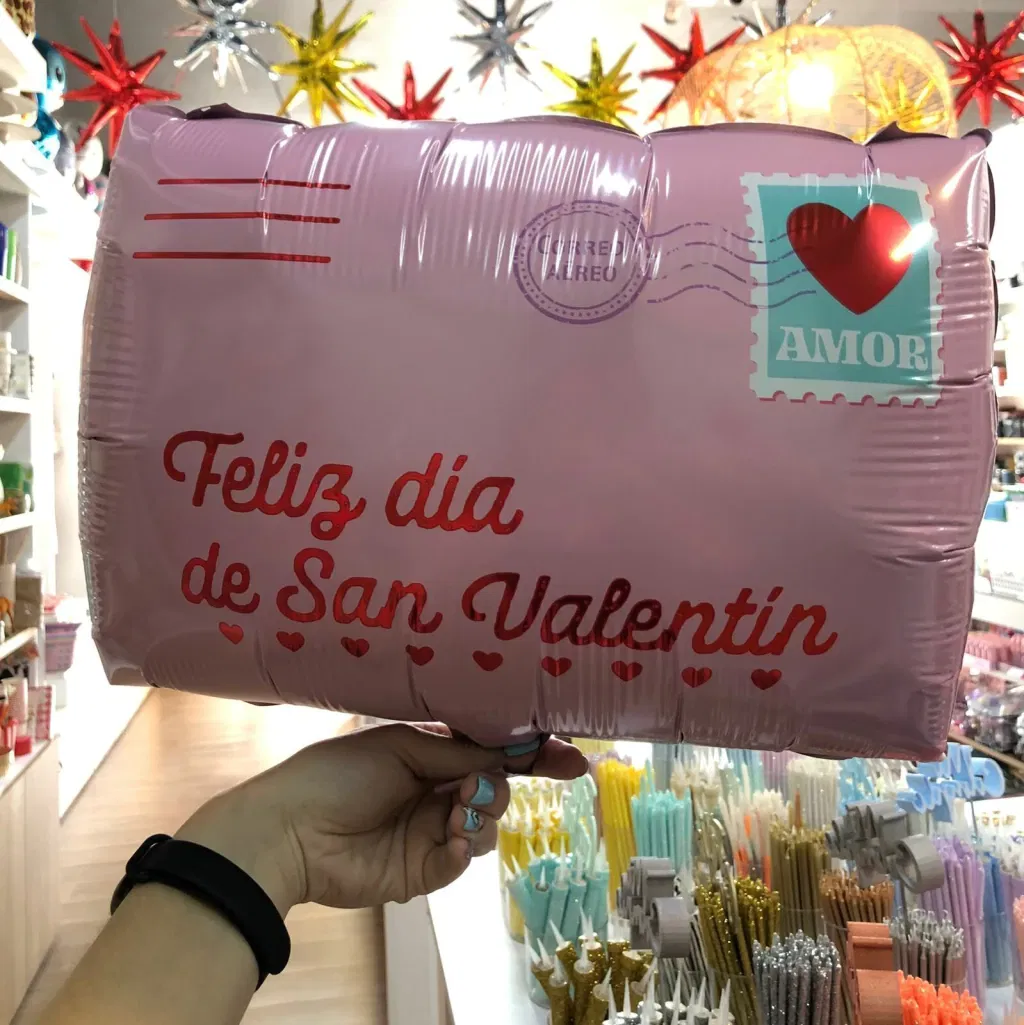 CORREO
AÉREO
AMOR
Feliz día
de San Valentín